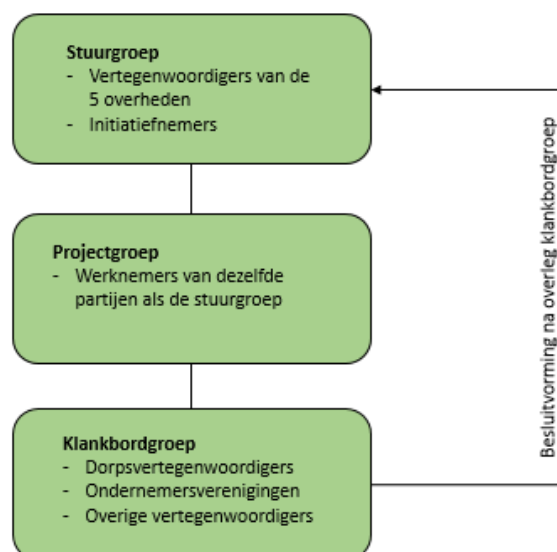 Stuurgroep
- Vertegenwoordigers van de
5 overheden
- Initiatiefnemers
Projectgroep
- Werknemers van dezelfde
partijen als de stuurgroep
Klankbordgroep
- Dorpsvertegenwoordigers
- Ondernemersverenigingen
- Overige vertegenwoordigers
Besluitvorming na overleg klankbordgroep